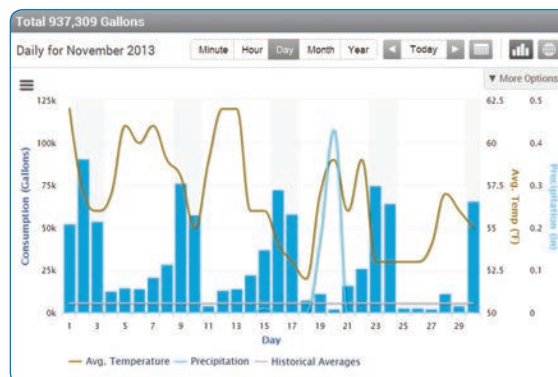 Total 937,309 Gallons
Daily for November 2013
Minute Hour Day Month Year
Today
▼ More Options
125k 62.5 0.5
100k 60 0.4
75k 57.5 0.3
50k 55 0.2
25k 52.5 0.1
0k 50 0
Consumption (Gallons)
Avg. Temp (°F)
Precipitation (in)
1 3 5 7 9 11 13 15 17 19 21 23 25 27 29
Day
Avg. Temperature Precipitation Historical Averages